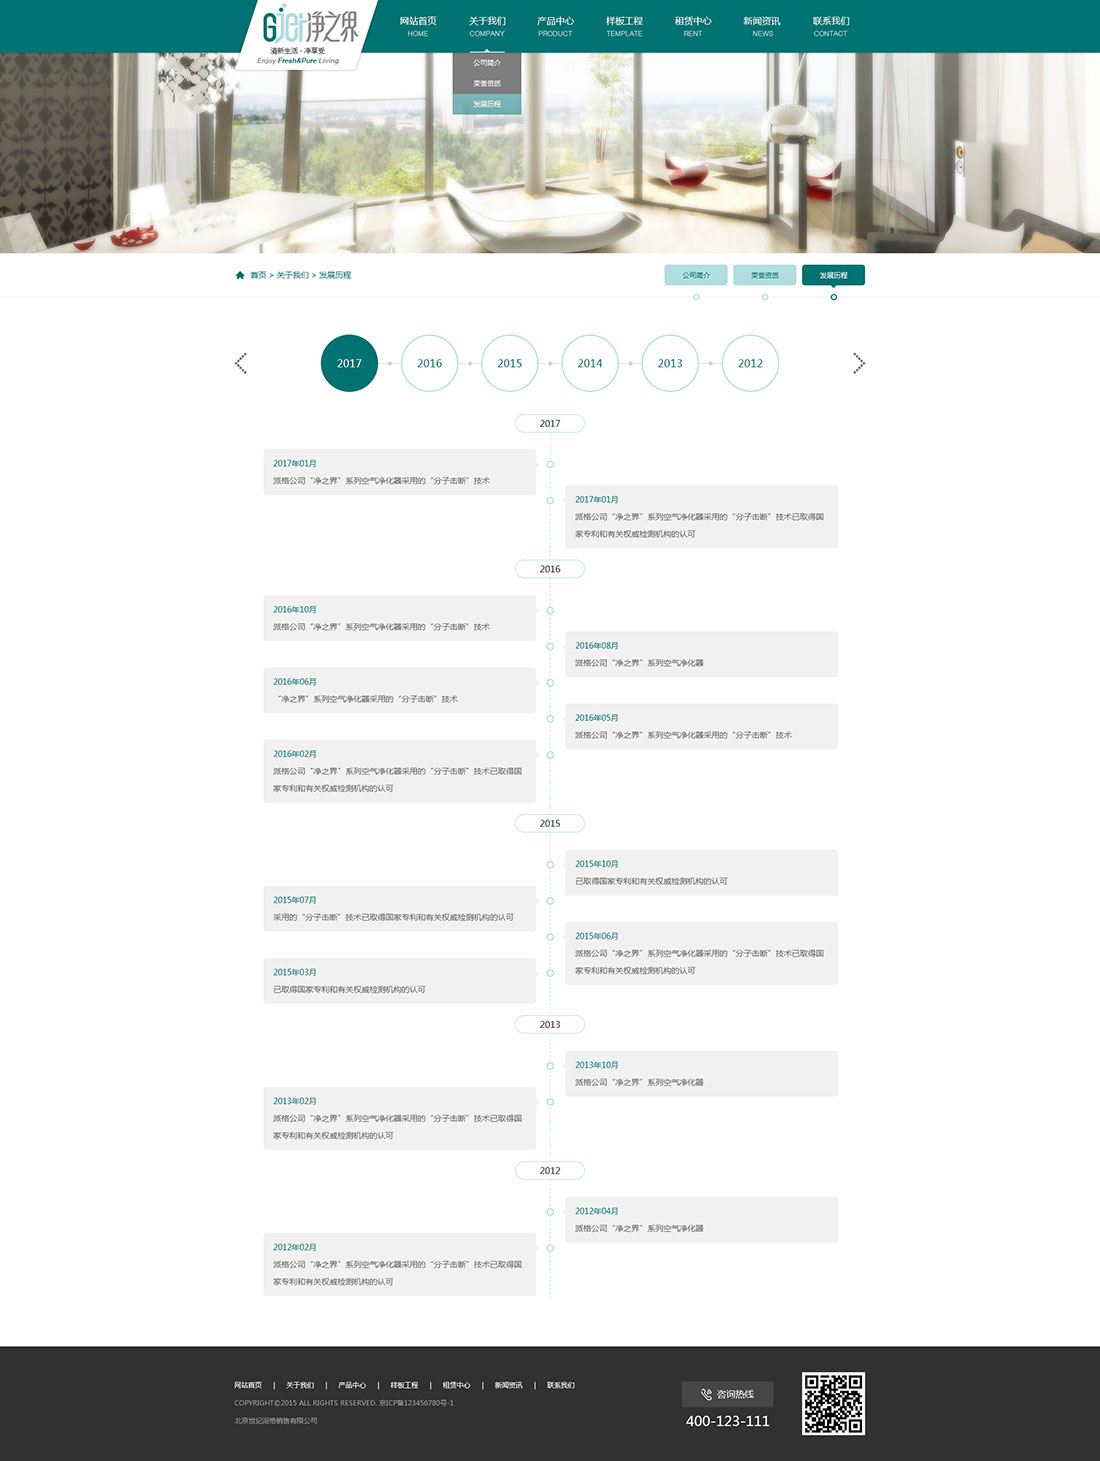 Gjer净之界
清新生活·净享受
Enjoy Fresh&Pure Living
网站首页
HOME
关于我们
COMPANY
产品中心
PRODUCT
样板工程
TEMPLATE
租赁中心
RENT
新闻资讯
NEWS
联系我们
CONTACT
公司简介
荣誉资质
发展历程
首页 > 关于我们 > 发展历程
公司简介
荣誉资质
发展历程
2017
2016
2015
2014
2013
2012
2017
2017年01月
派格公司“净之界”系列空气净化器采用的“分子击断”技术
2017年01月
派格公司“净之界”系列空气净化器采用的“分子击断”技术已取得国
家专利和有关权威检测机构的认可
2016
2016年10月
派格公司“净之界”系列空气净化器采用的“分子击断”技术
2016年08月
派格公司“净之界”系列空气净化器
2016年06月
“净之界”系列空气净化器采用的“分子击断”技术
2016年05月
派格公司“净之界”系列空气净化器采用的“分子击断”技术
2016年02月
派格公司“净之界”系列空气净化器采用的“分子击断”技术已取得国
家专利和有关权威检测机构的认可
2015
2015年10月
已取得国家专利和有关权威检测机构的认可
2015年07月
采用的“分子击断”技术已取得国家专利和有关权威检测机构的认可
2015年06月
派格公司“净之界”系列空气净化器采用的“分子击断”技术已取得国
家专利和有关权威检测机构的认可
2015年03月
已取得国家专利和有关权威检测机构的认可
2013
2013年10月
派格公司“净之界”系列空气净化器
2013年02月
派格公司“净之界”系列空气净化器采用的“分子击断”技术已取得国
家专利和有关权威检测机构的认可
2012
2012年04月
派格公司“净之界”系列空气净化器
2012年02月
派格公司“净之界”系列空气净化器采用的“分子击断”技术已取得国
家专利和有关权威检测机构的认可
网站首页 | 关于我们 | 产品中心 | 样板工程 | 租赁中心 | 新闻资讯 | 联系我们
COPYRIGHT©2015 ALL RIGHTS RESERVED. 京ICP备123456780号-1
北京世纪派格销售有限公司
咨询热线
400-123-111